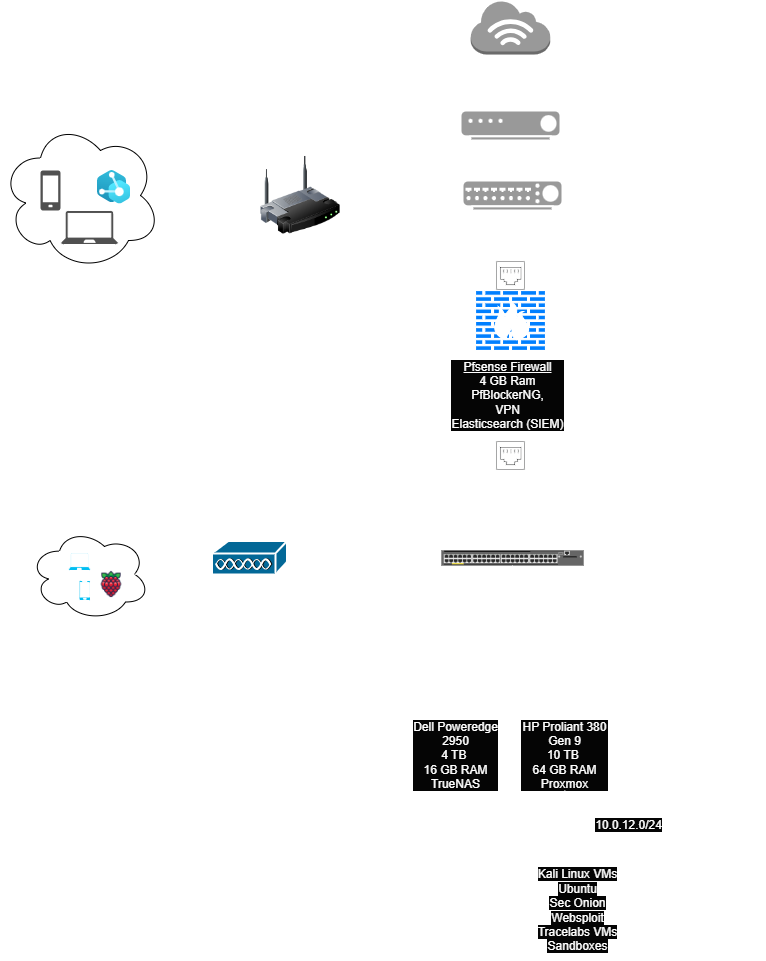 Pfsense Firewall
4 GB Ram
PfBlockerNG,
VPN
Elasticsearch (SIEM)
Dell Poweredge
2950
4 TB
16 GB RAM
TrueNAS
HP Proliant 380
Gen 9
10 TB
64 GB RAM
Proxmox
10.0.12.0/24
Kali Linux VMs
Ubuntu
Sec Onion
Websploit
Tracelabs VMs
Sandboxes